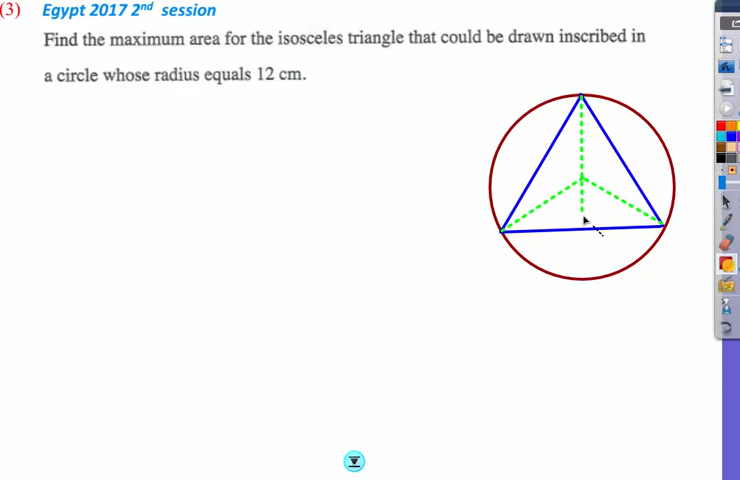 (3) Egypt 2017 2nd session
Find the maximum area for the isosceles triangle that could be drawn inscribed in
a circle whose radius equals 12 cm.